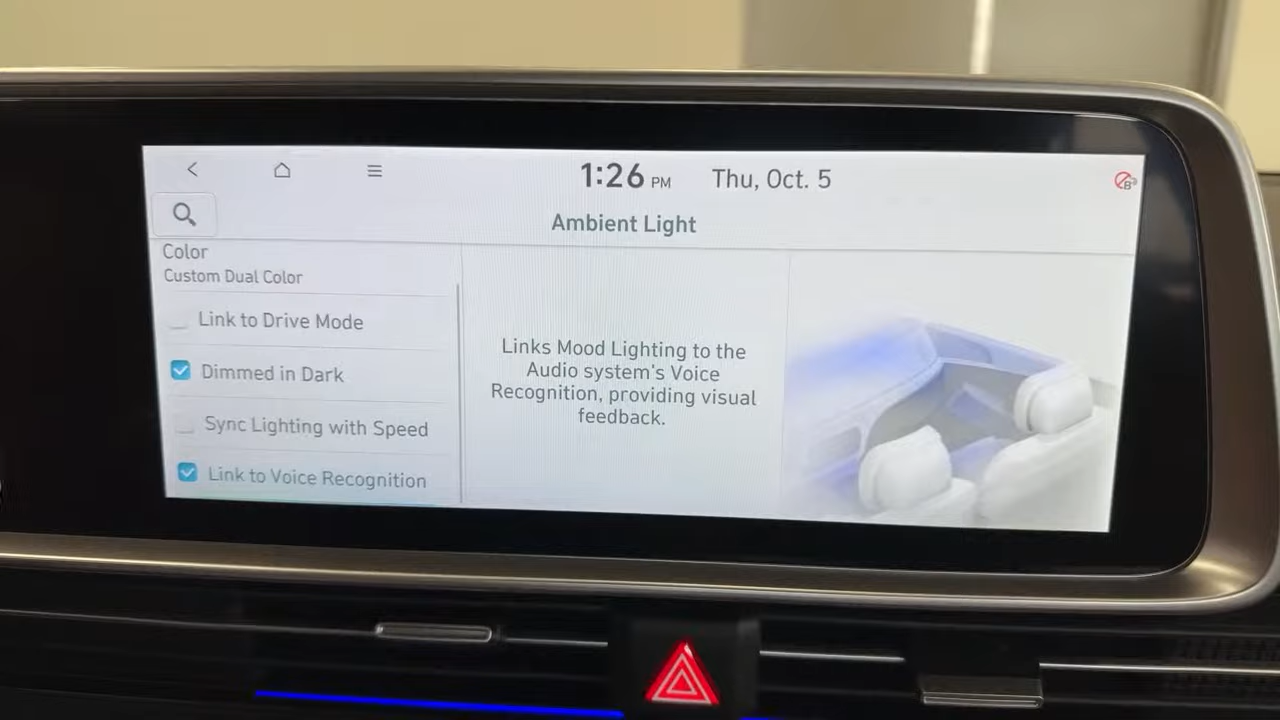 1:26 PM Thu, Oct. 5
Ambient Light
Color
Custom Dual Color
Link to Drive Mode
Dimmed in Dark
Sync Lighting with Speed
Link to Voice Recognition
Links Mood Lighting to the
Audio system's Voice
Recognition, providing visual
feedback.